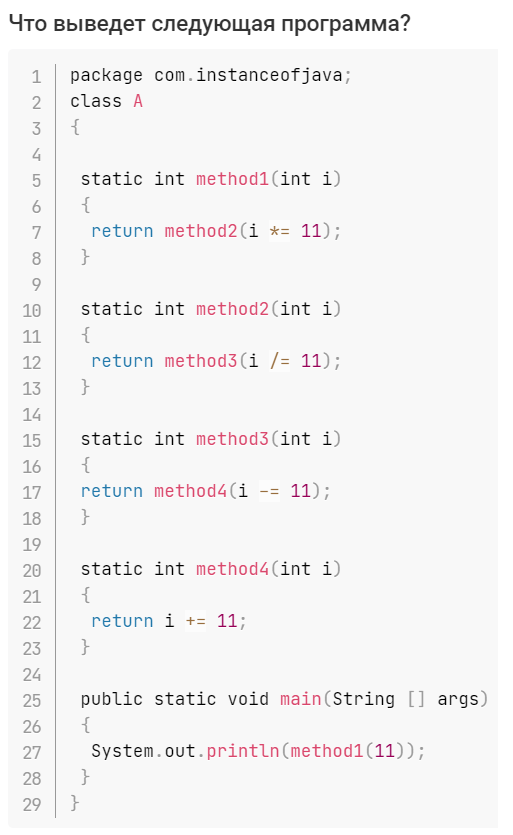 Что выведет следующая программа?
1 package com.instanceofjava;
2 class A
3 {
4
5 static int method1(int i)
6 {
7 return method2(i *= 11);
8 }
9
10 static int method2(int i)
11 {
12 return method3(i /= 11);
13 }
14
15 static int method3(int i)
16 {
17 return method4(i -= 11);
18 }
19
20 static int method4(int i)
21 {
22 return i += 11;
23 }
24
25 public static void main(String [] args)
26 {
27 System.out.println(method1(11));
28 }
29 }